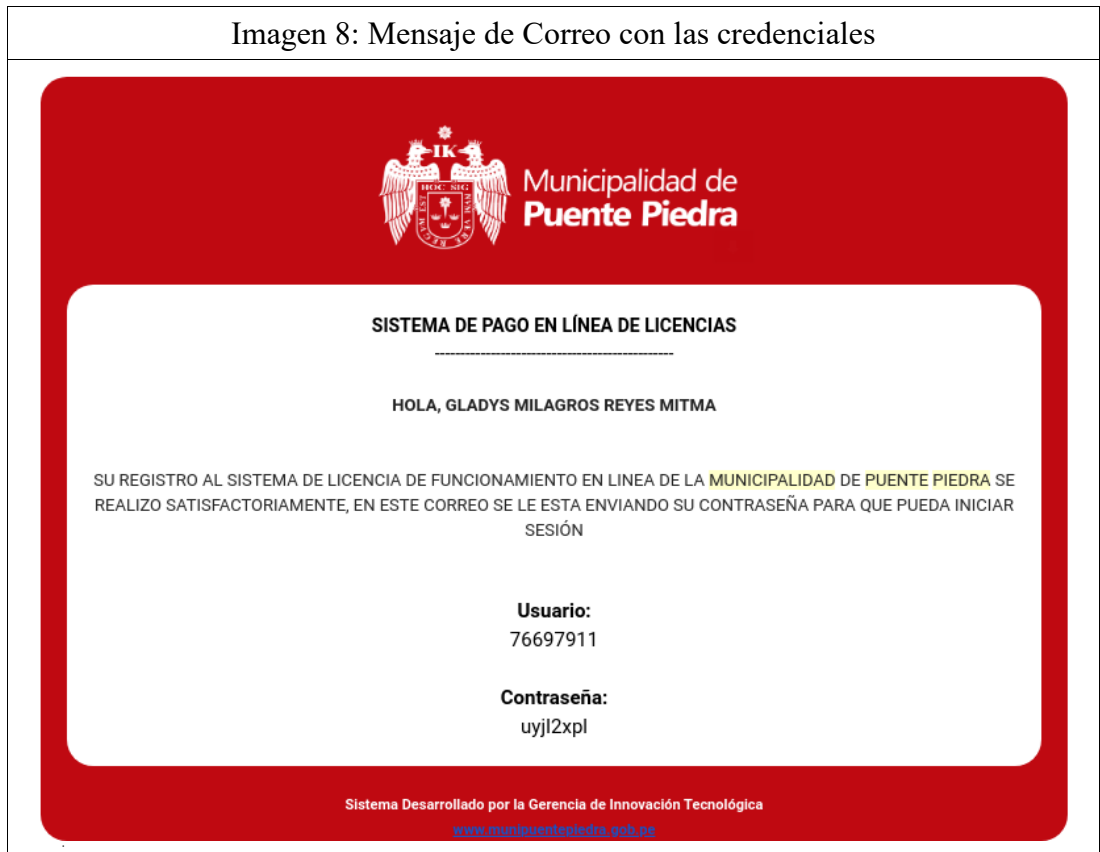 Imagen 8: Mensaje de Correo con las credenciales
IK
HOC SIG
NVM VERE
REGVM EST
Municipalidad de
Puente Piedra
SISTEMA DE PAGO EN LÍNEA DE LICENCIAS
-----------------------------------------------
HOLA, GLADYS MILAGROS REYES MITMA
SU REGISTRO AL SISTEMA DE LICENCIA DE FUNCIONAMIENTO EN LINEA DE LA MUNICIPALIDAD DE PUENTE PIEDRA SE
REALIZO SATISFACTORIAMENTE, EN ESTE CORREO SE LE ESTA ENVIANDO SU CONTRASEÑA PARA QUE PUEDA INICIAR
SESIÓN
Usuario:
76697911
Contraseña:
uyjl2xpl
Sistema Desarrollado por la Gerencia de Innovación Tecnológica
www.munipuentepiedra.gob.pe